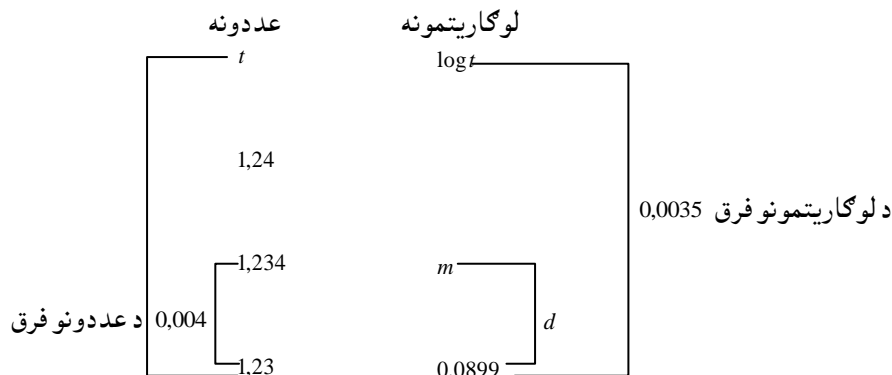 لوګاریتمونه عددونه
log t t
1,24
د لوګاریتمونو فرق 0,0035
m 1,234
d 0,004 د عددونو فرق
0.0899 1,23